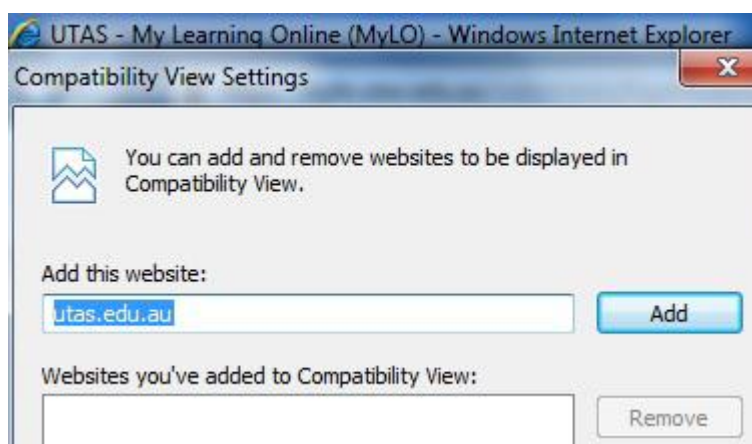 UTAS - My Learning Online (MyLO) - Windows Internet Explorer
Compatibility View Settings
You can add and remove websites to be displayed in
Compatibility View.
Add this website:
utas.edu.au
Add
Websites you've added to Compatibility View:
Remove